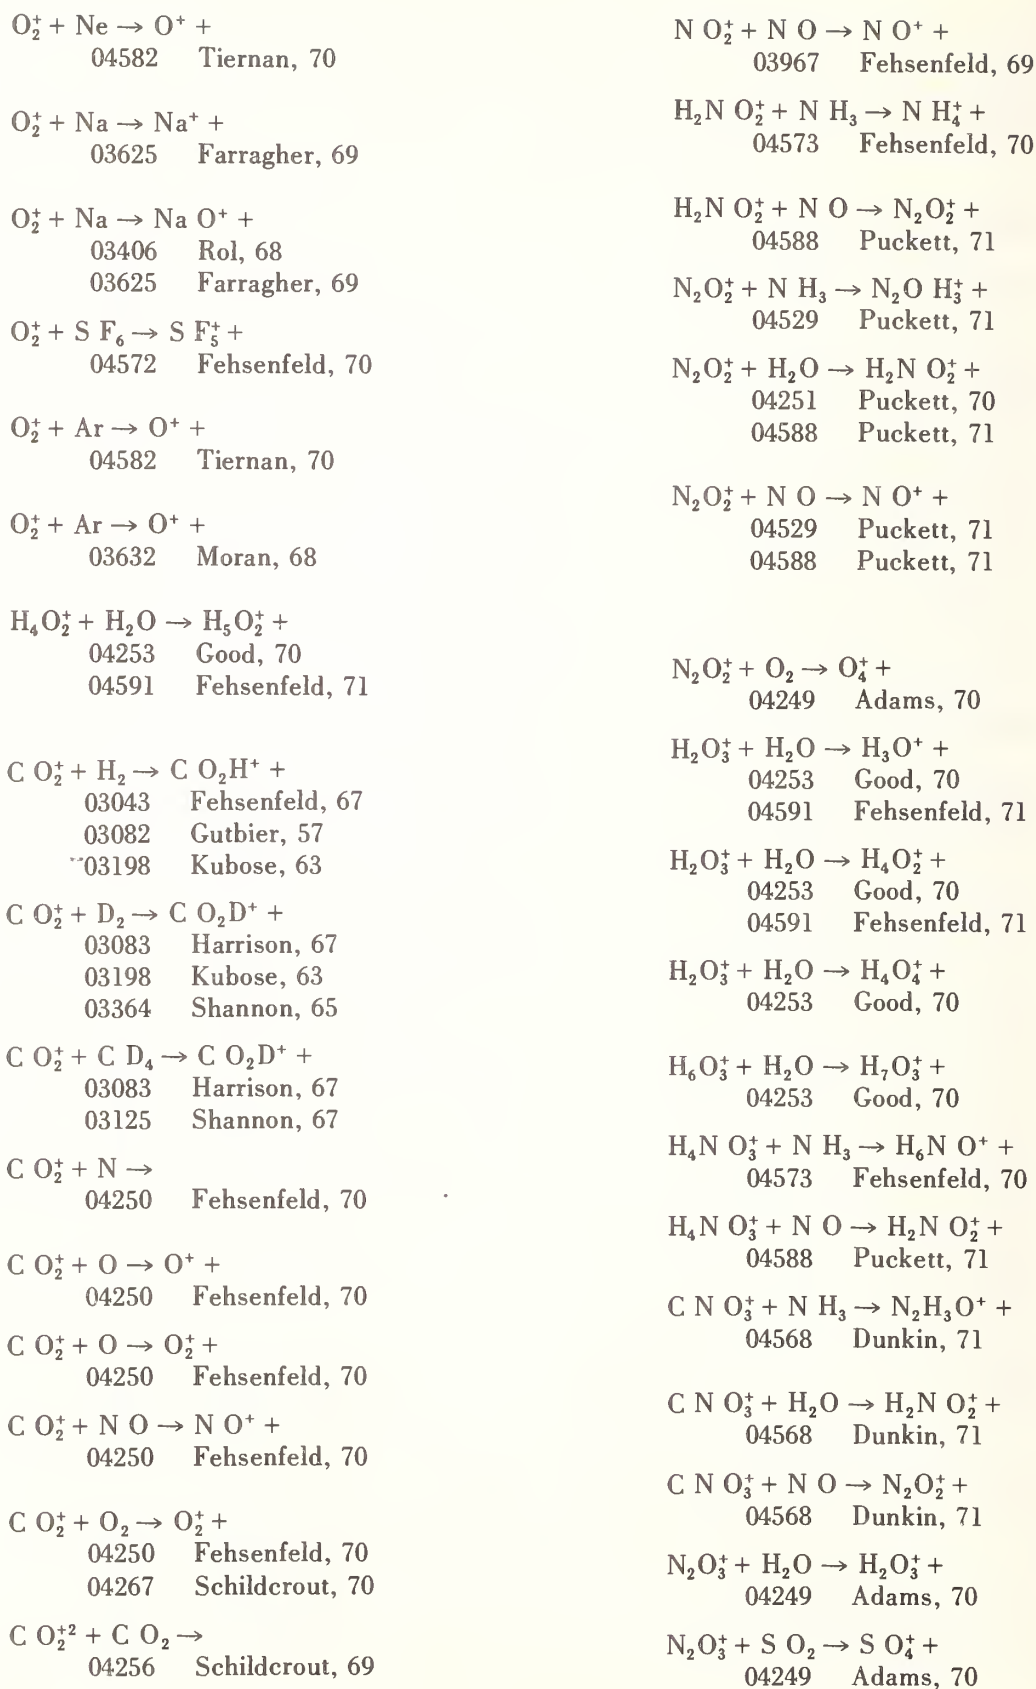 O₂⁺ + Ne → O⁺ +
04582 Tiernan, 70
O₂⁺ + Na → Na⁺ +
03625 Farragher, 69
O₂⁺ + Na → Na O⁺ +
03406 Rol, 68
03625 Farragher, 69
O₂⁺ + S F₆ → S F₅⁺ +
04572 Fehsenfeld, 70
O₂⁺ + Ar → O⁺ +
04582 Tiernan, 70
O₂⁺ + Ar → O⁺ +
03632 Moran, 68
H₄O₂⁺ + H₂O → H₅O₂⁺ +
04253 Good, 70
04591 Fehsenfeld, 71
C O₂⁺ + H₂ → C O₂H⁺ +
03043 Fehsenfeld, 67
03082 Gutbier, 57
03198 Kubose, 63
C O₂⁺ + D₂ → C O₂D⁺ +
03083 Harrison, 67
03198 Kubose, 63
03364 Shannon, 65
C O₂⁺ + C D₄ → C O₂D⁺ +
03083 Harrison, 67
03125 Shannon, 67
C O₂⁺ + N →
04250 Fehsenfeld, 70
C O₂⁺ + O → O⁺ +
04250 Fehsenfeld, 70
C O₂⁺ + O → O₂⁺ +
04250 Fehsenfeld, 70
C O₂⁺ + N O → N O⁺ +
04250 Fehsenfeld, 70
C O₂⁺ + O₂ → O₂⁺ +
04250 Fehsenfeld, 70
04267 Schildcrout, 70
C O₂⁺² + C O₂ →
04256 Schildcrout, 69
N O₂⁺ + N O → N O⁺ +
03967 Fehsenfeld, 69
H₂N O₂⁺ + N H₃ → N H₄⁺ +
04573 Fehsenfeld, 70
H₂N O₂⁺ + N O → N₂O₂⁺ +
04588 Puckett, 71
N₂O₂⁺ + N H₃ → N₂O H₃⁺ +
04529 Puckett, 71
N₂O₂⁺ + H₂O → H₂N O₂⁺ +
04251 Puckett, 70
04588 Puckett, 71
N₂O₂⁺ + N O → N O⁺ +
04529 Puckett, 71
04588 Puckett, 71
N₂O₂⁺ + O₂ → O₄⁺ +
04249 Adams, 70
H₂O₃⁺ + H₂O → H₃O⁺ +
04253 Good, 70
04591 Fehsenfeld, 71
H₂O₃⁺ + H₂O → H₄O₂⁺ +
04253 Good, 70
04591 Fehsenfeld, 71
H₂O₃⁺ + H₂O → H₄O₄⁺ +
04253 Good, 70
H₆O₃⁺ + H₂O → H₇O₃⁺ +
04253 Good, 70
H₄N O₃⁺ + N H₃ → H₆N O⁺ +
04573 Fehsenfeld, 70
H₄N O₃⁺ + N O → H₂N O₂⁺ +
04588 Puckett, 71
C N O₃⁺ + N H₃ → N₂H₃O⁺ +
04568 Dunkin, 71
C N O₃⁺ + H₂O → H₂N O₂⁺ +
04568 Dunkin, 71
C N O₃⁺ + N O → N₂O₂⁺ +
04568 Dunkin, 71
N₂O₃⁺ + H₂O → H₂O₃⁺ +
04249 Adams, 70
N₂O₃⁺ + S O₂ → S O₄⁺ +
04249 Adams, 70